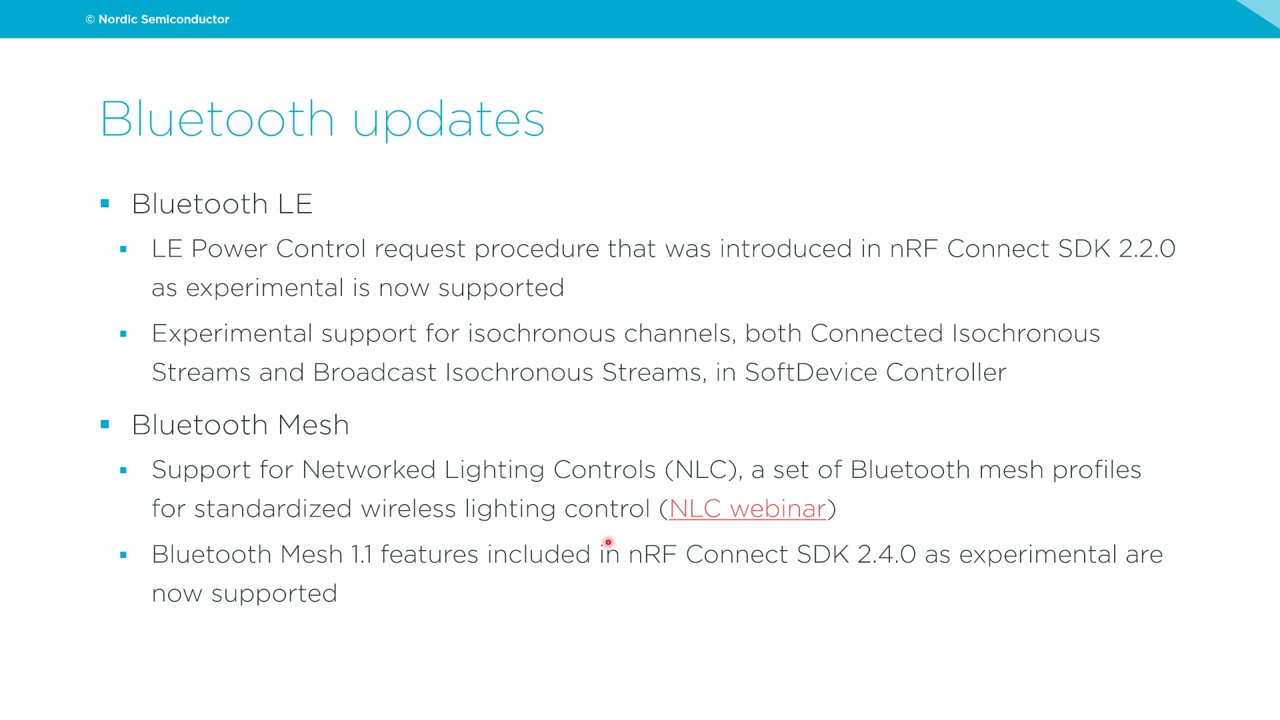 © Nordic Semiconductor
Bluetooth updates
▪ Bluetooth LE
▪ LE Power Control request procedure that was introduced in nRF Connect SDK 2.2.0
as experimental is now supported
▪ Experimental support for isochronous channels, both Connected Isochronous
Streams and Broadcast Isochronous Streams, in SoftDevice Controller
▪ Bluetooth Mesh
▪ Support for Networked Lighting Controls (NLC), a set of Bluetooth mesh profiles
for standardized wireless lighting control (NLC webinar)
▪ Bluetooth Mesh 1.1 features included in nRF Connect SDK 2.4.0 as experimental are
now supported